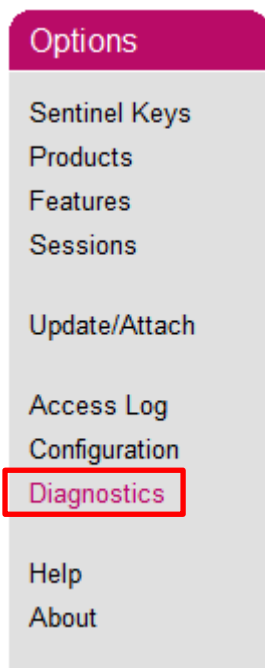 Options
Sentinel Keys
Products
Features
Sessions
Update/Attach
Access Log
Configuration
Diagnostics
Help
About